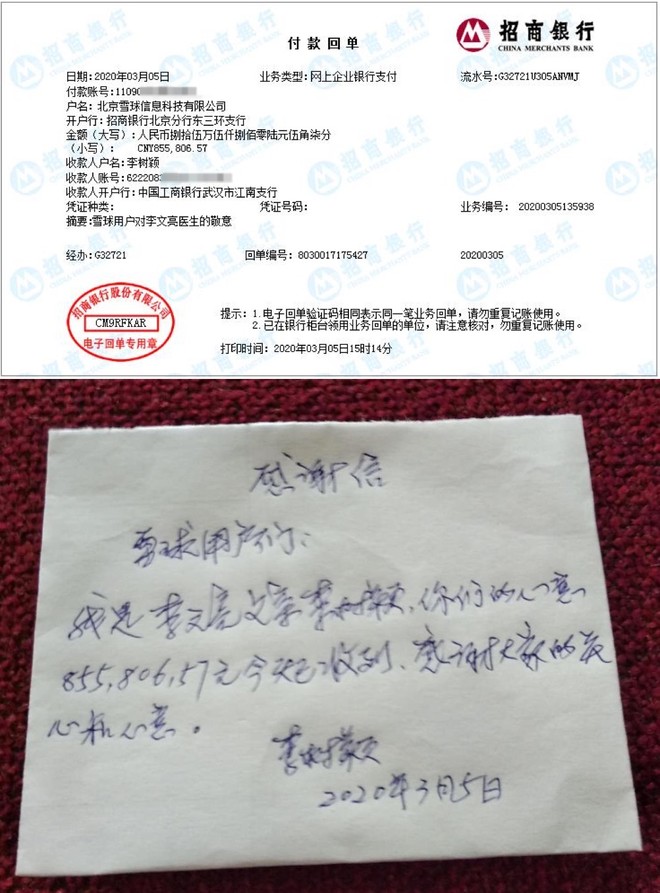 招商银行
CHINA MERCHANTS BANK
付款回单
日期:2020年03月05日 业务类型:网上企业银行支付 流水号:G32721U305ANVMJ
付款账号:11090
户名: 北京雪球信息科技有限公司
开户行:招商银行北京分行东三环支行
金额(大写):人民币捌拾伍万伍仟捌佰零陆元伍角柒分
(小写): CNY855,806.57
收款人户名:李树颖
收款人账号:622208
收款人开户行:中国工商银行武汉市江南支行
凭证种类: 凭证号码: 业务编号: 20200305135938
摘要:雪球用户对李文亮医生的敬意
经办:G32721 回单编号: 8030017175427 20200305
招商银行股份有限公司
CM9RFKAR
电子回单专用章
提示:1.电子回单验证码相同表示同一笔业务回单,请勿重复记账使用。
2.已在银行柜台领用业务回单的单位,请注意核对,勿重复记账使用。
打印时间:2020年03月05日15时14分
感谢信
雪球用户们:
我是李文亮父亲李树颖,你们的心意
855,806,57元今天已收到、感谢大家的关
心和心意。
李树颖
2020年3月5日